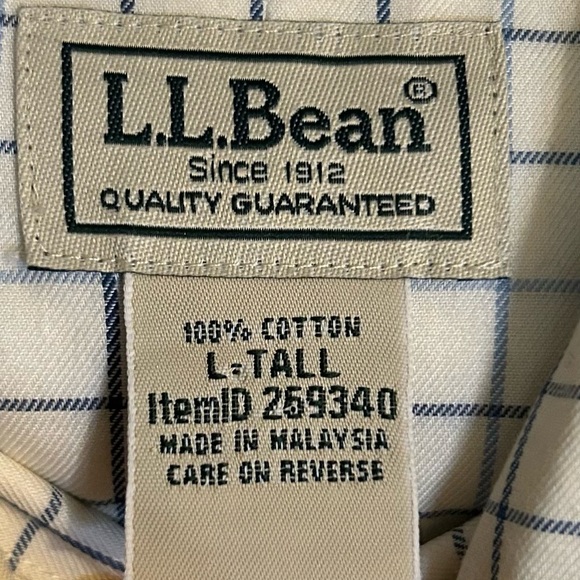 L.L.Bean®
Since 1912
QUALITY GUARANTEED
100% COTTON
L-TALL
ItemID 259340
MADE IN MALAYSIA
CARE ON REVERSE